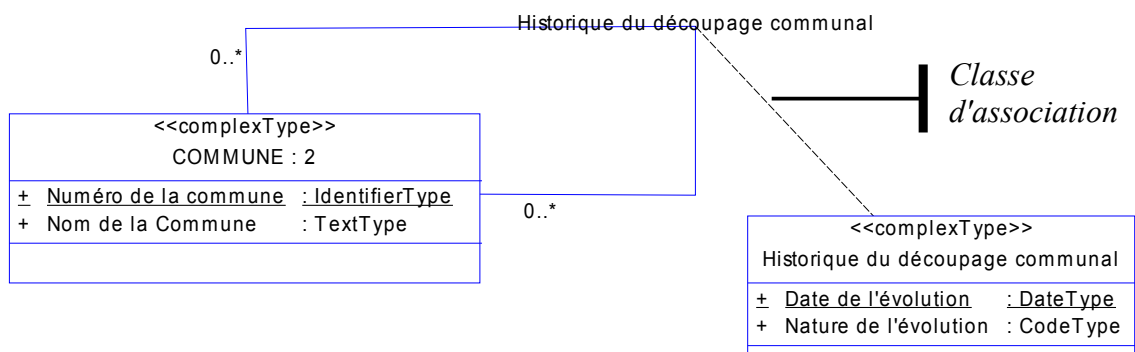 Historique du découpage communal
0..*
Classe
d'association
<<complexType>>
COMMUNE : 2
+ Numéro de la commune : IdentifierType
+ Nom de la Commune : TextType
0..*
<<complexType>>
Historique du découpage communal
+ Date de l'évolution : DateType
+ Nature de l'évolution : CodeType